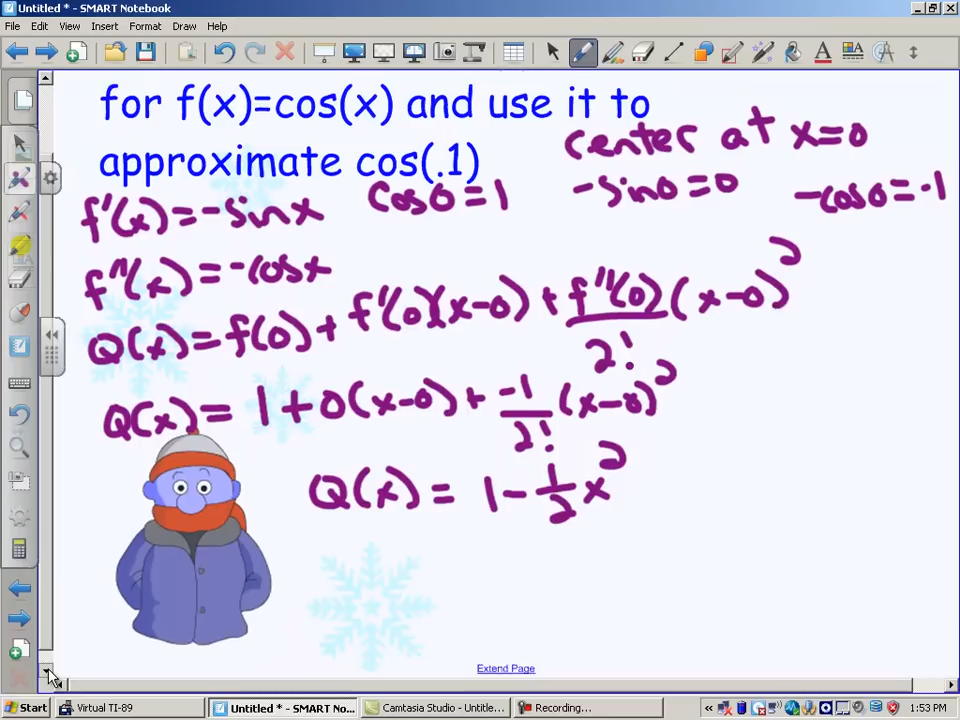 Untitled * - SMART Notebook
File Edit View Insert Format Draw Help
for f(x)=cos(x) and use it to
approximate cos(.1)
center at x=0
f'(x)=-sinx
cos0=1
-sin0=0
-cos0=-1
f''(x)=-cosx
Q(x)=f(0)+f'(0)(x-0)+f''(0)/2!(x-0)²
Q(x)=1+0(x-0)+-1/2!(x-0)²
Q(x)=1-1/2x²
Extend Page
Start Virtual TI-89 Untitled * - SMART No... Camtasia Studio - Untitle... Recording... 1:53 PM